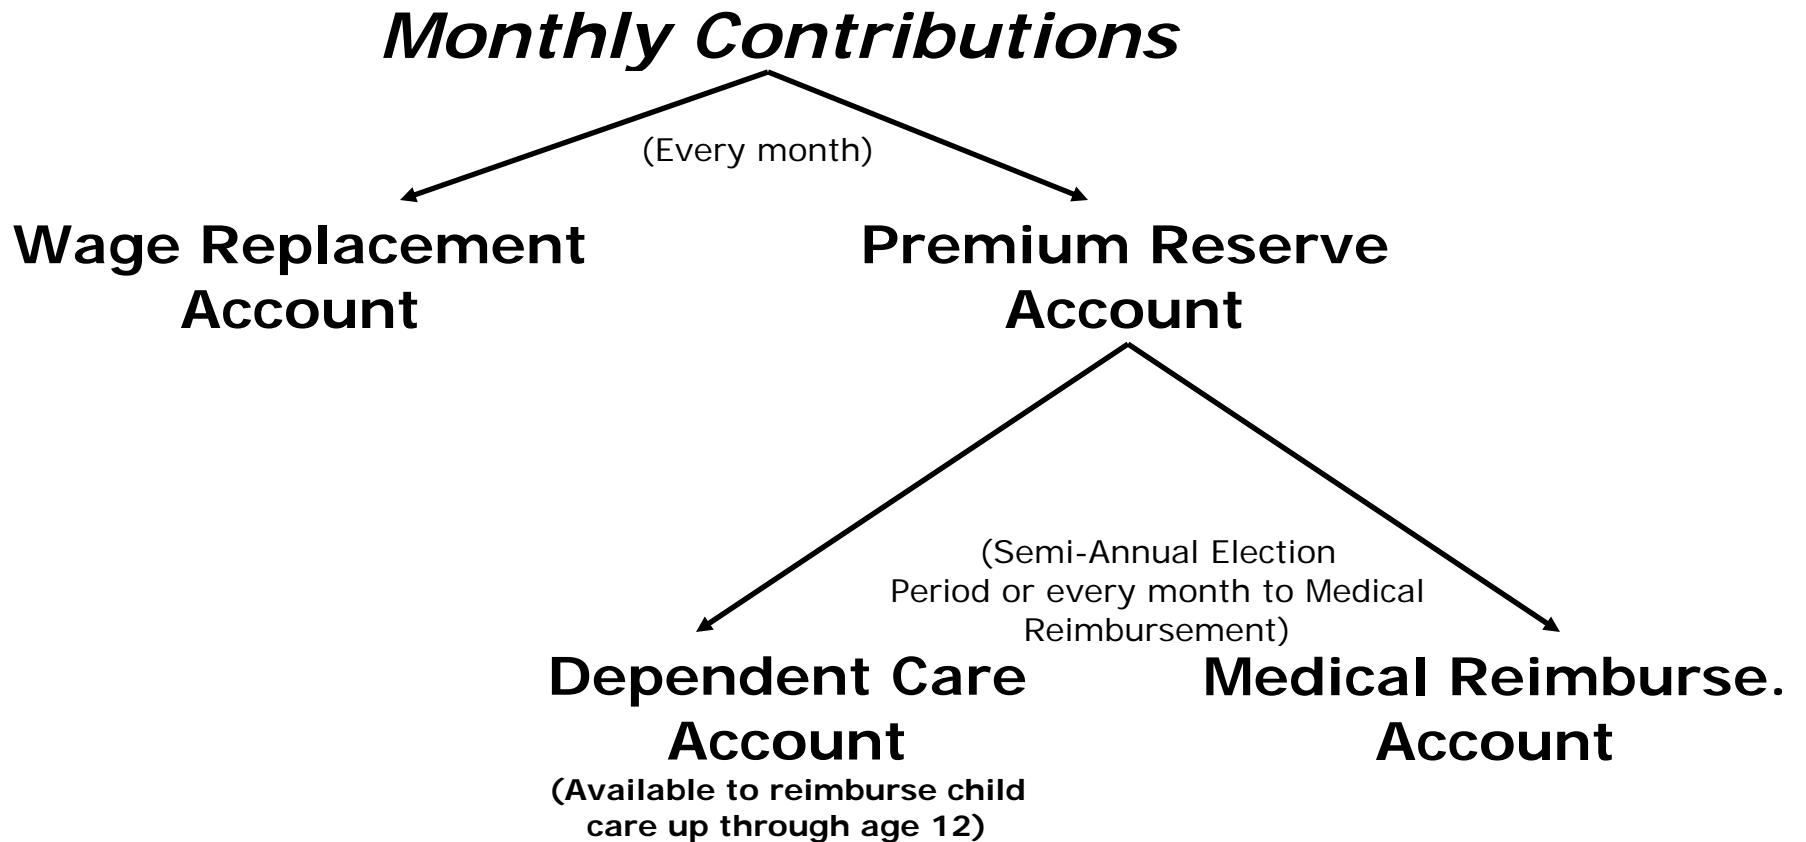 Monthly Contributions
(Every month)
Wage Replacement
Account
Premium Reserve
Account
(Semi-Annual Election
Period or every month to Medical
Reimbursement)
Dependent Care
Account
(Available to reimburse child
care up through age 12)
Medical Reimburse.
Account